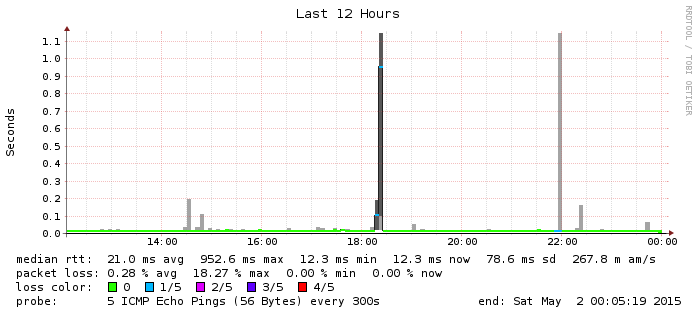 Last 12 Hours
RRDTOOL / TOBI OETIKER
Seconds
1.1
1.0
0.9
0.8
0.7
0.6
0.5
0.4
0.3
0.2
0.1
0.0
14:00 16:00 18:00 20:00 22:00 00:00
median rtt: 21.0 ms avg 952.6 ms max 12.3 ms min 12.3 ms now 78.6 ms sd 267.8 m am/s
packet loss: 0.28 % avg 18.27 % max 0.00 % min 0.00 % now
loss color: 0 1/5 2/5 3/5 4/5
probe: 5 ICMP Echo Pings (56 Bytes) every 300s end: Sat May 2 00:05:19 2015